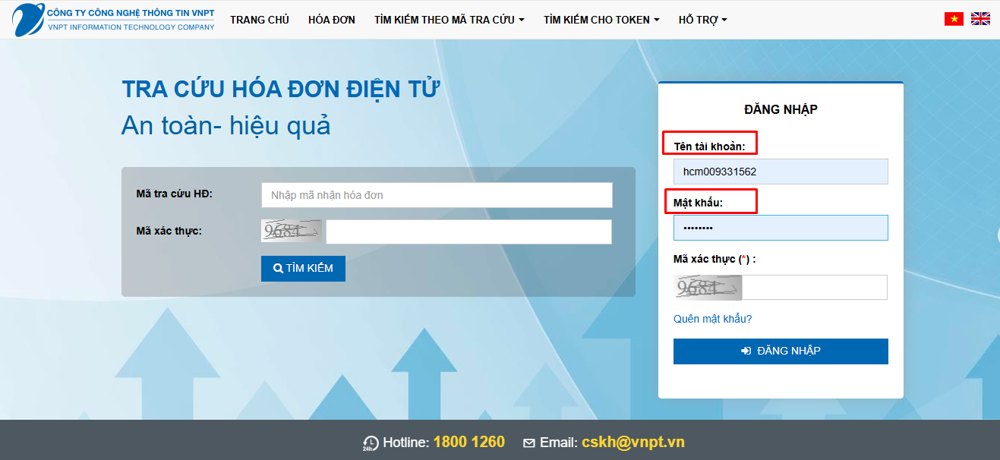 CÔNG TY CÔNG NGHỆ THÔNG TIN VNPT
VNPT INFORMATION TECHNOLOGY COMPANY
TRANG CHỦ HÓA ĐƠN TÌM KIẾM THEO MÃ TRA CỨU TÌM KIẾM CHO TOKEN HỖ TRỢ
TRA CỨU HÓA ĐƠN ĐIỆN TỬ
An toàn- hiệu quả
Mã tra cứu HĐ: Nhập mã nhận hóa đơn
Mã xác thực: 9684
TÌM KIẾM
ĐĂNG NHẬP
Tên tài khoản:
hcm009331562
Mật khẩu:
••••••••
Mã xác thực (*) :
9684
Quên mật khẩu?
ĐĂNG NHẬP
24h Hotline: 1800 1260 Email: cskh@vnpt.vn